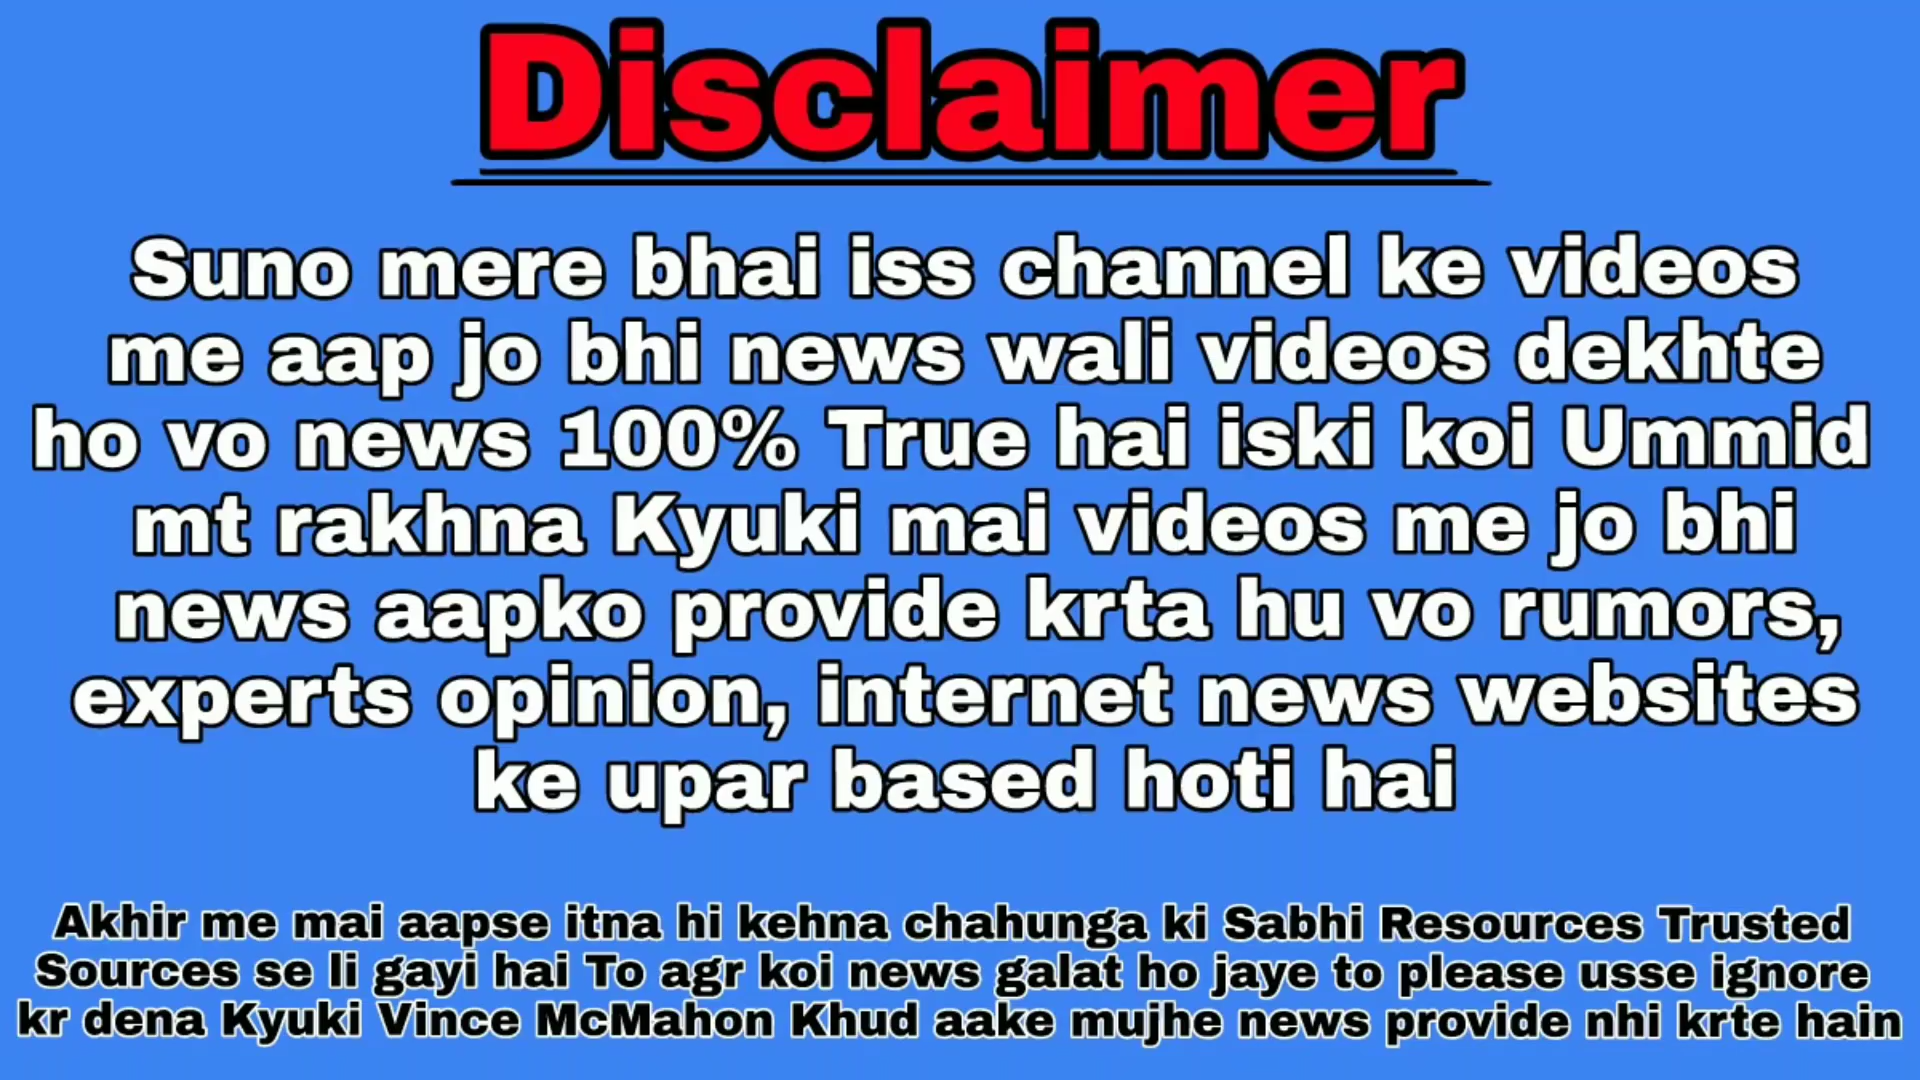 Disclaimer
Suno mere bhai iss channel ke videos
me aap jo bhi news wali videos dekhte
ho vo news 100% True hai iski koi Ummid
mt rakhna Kyuki mai videos me jo bhi
news aapko provide krta hu vo rumors,
experts opinion, internet news websites
ke upar based hoti hai
Akhir me mai aapse itna hi kehna chahunga ki Sabhi Resources Trusted
Sources se li gayi hai To agr koi news galat ho jaye to please usse ignore
kr dena Kyuki Vince McMahon Khud aake mujhe news provide nhi krte hain